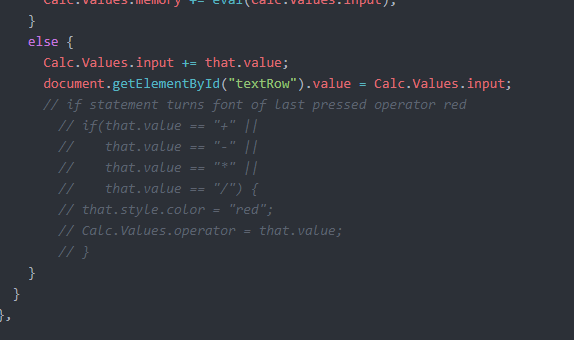 Calc.Values.memory += eval(Calc.Values.input);
}
else {
Calc.Values.input += that.value;
document.getElementById("textRow").value = Calc.Values.input;
// if statement turns font of last pressed operator red
// if(that.value == "+" ||
//    that.value == "-" ||
//    that.value == "*" ||
//    that.value == "/") {
// that.style.color = "red";
// Calc.Values.operator = that.value;
// }
}
}
},